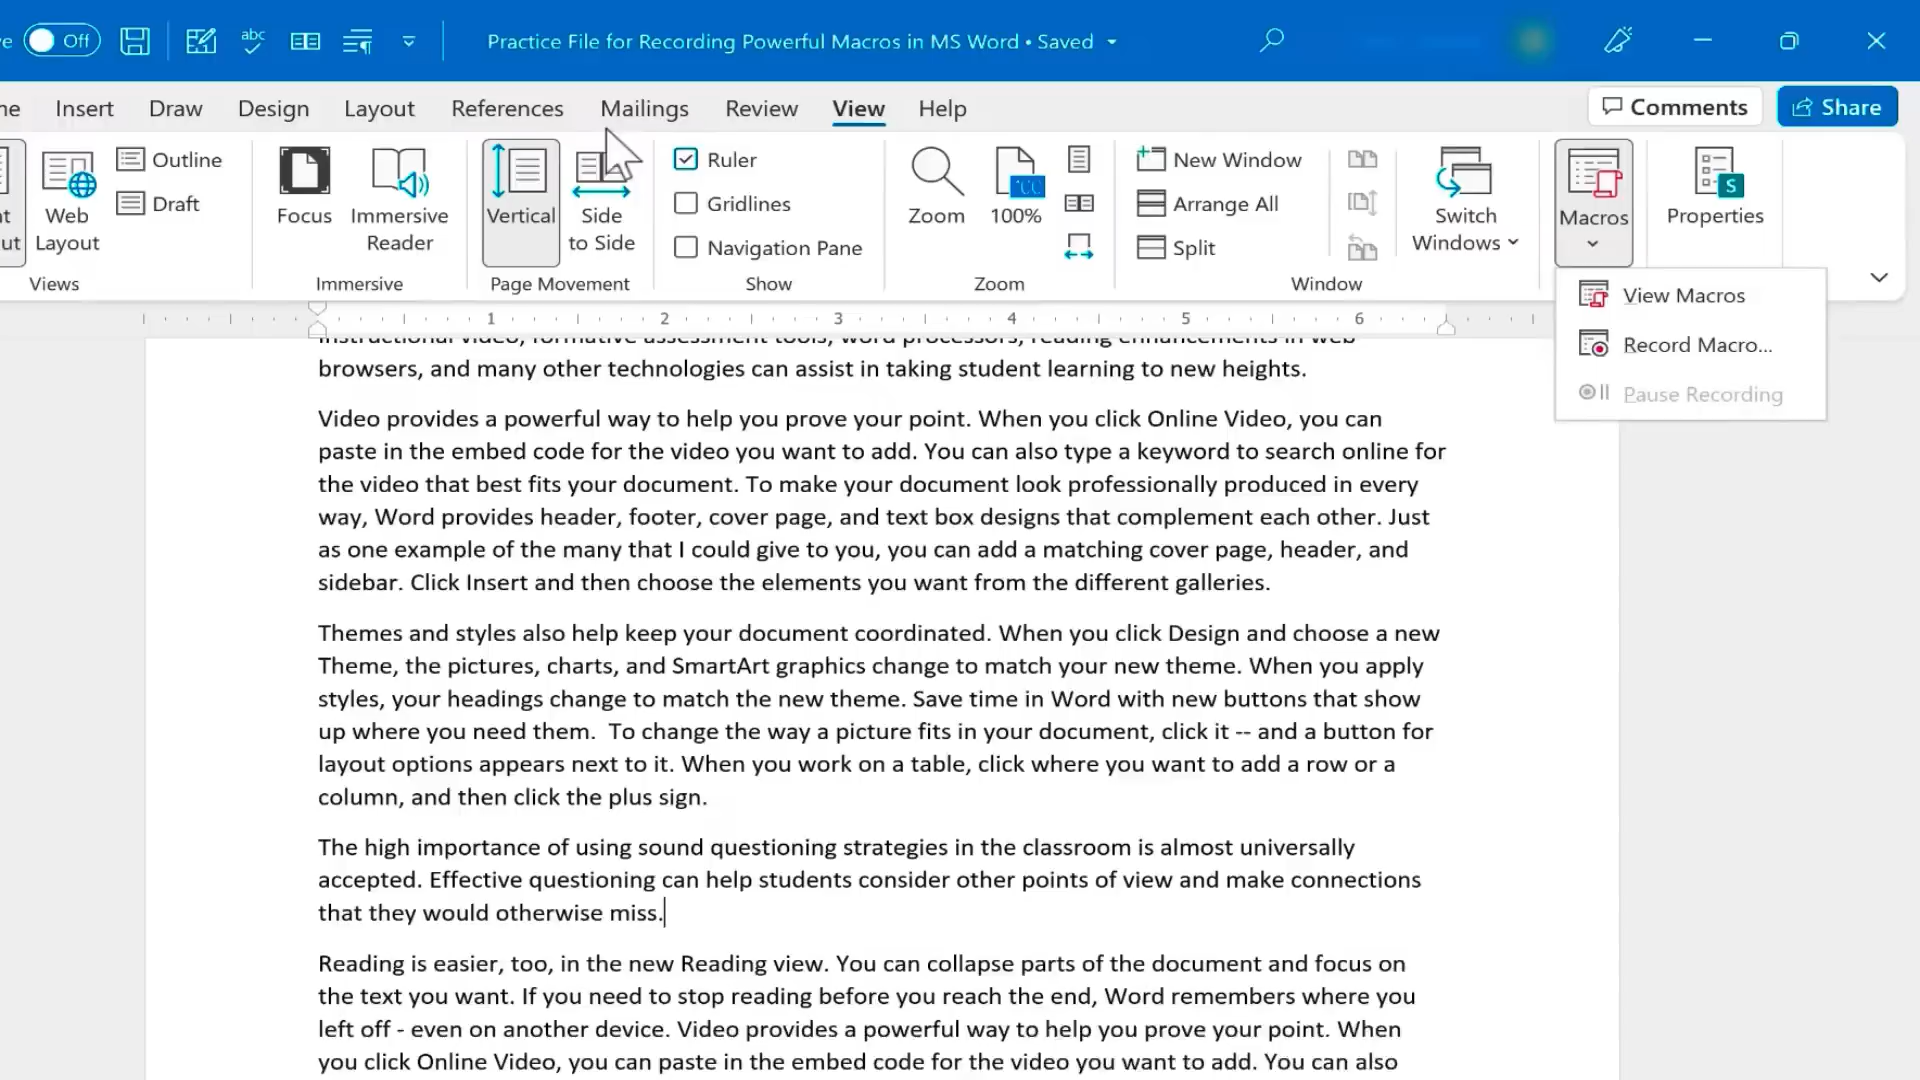 Off
abc
Practice File for Recording Powerful Macros in MS Word • Saved
Insert Draw Design Layout References Mailings Review View Help
Comments Share
Web Layout
Outline
Draft
Views
Focus
Immersive Reader
Immersive
Vertical
Side to Side
Page Movement
Ruler
Gridlines
Navigation Pane
Show
Zoom
100%
Zoom
New Window
Arrange All
Split
Switch Windows
Window
Macros
Properties
View Macros
Record Macro...
Pause Recording
1 2 3 4 5 6
instructional video, formative assessment tools, word processors, reading enhancements in web
browsers, and many other technologies can assist in taking student learning to new heights.
Video provides a powerful way to help you prove your point. When you click Online Video, you can
paste in the embed code for the video you want to add. You can also type a keyword to search online for
the video that best fits your document. To make your document look professionally produced in every
way, Word provides header, footer, cover page, and text box designs that complement each other. Just
as one example of the many that I could give to you, you can add a matching cover page, header, and
sidebar. Click Insert and then choose the elements you want from the different galleries.
Themes and styles also help keep your document coordinated. When you click Design and choose a new
Theme, the pictures, charts, and SmartArt graphics change to match your new theme. When you apply
styles, your headings change to match the new theme. Save time in Word with new buttons that show
up where you need them.  To change the way a picture fits in your document, click it -- and a button for
layout options appears next to it. When you work on a table, click where you want to add a row or a
column, and then click the plus sign.
The high importance of using sound questioning strategies in the classroom is almost universally
accepted. Effective questioning can help students consider other points of view and make connections
that they would otherwise miss.
Reading is easier, too, in the new Reading view. You can collapse parts of the document and focus on
the text you want. If you need to stop reading before you reach the end, Word remembers where you
left off - even on another device. Video provides a powerful way to help you prove your point. When
you click Online Video, you can paste in the embed code for the video you want to add. You can also